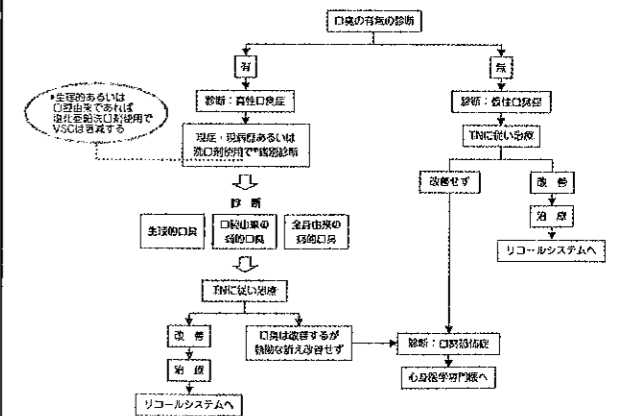 口臭の有無の診断
有
無
診断：真性口臭症
診断：仮性口臭症
*生理的あるいは
口腔由来であれば
塩化亜鉛洗口剤使用で
VSCは著減する
現症・現病歴あるいは
洗口剤使用で*鑑別診断
TNに従い治療
改善せず
改 善
診 断
治 療
生理的口臭
口腔由来の
病的口臭
全身由来の
病的口臭
リコールシステムへ
TNに従い治療
改 善
口臭は改善するが
執拗な訴え改善せず
診断：口臭恐怖症
治 療
心身医学専門医へ
リコールシステムへ